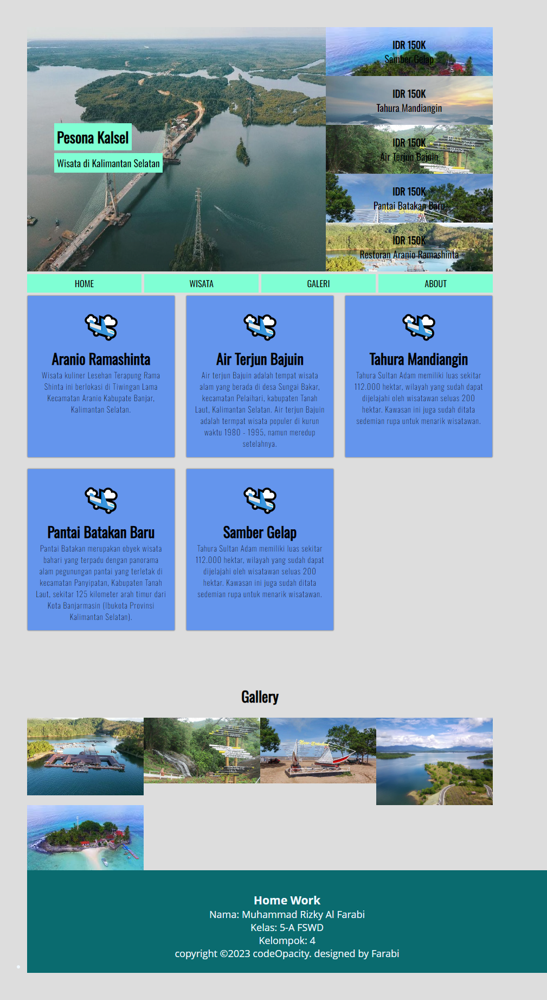 Pesona Kalsel
Wisata di Kalimantan Selatan
IDR 150K
Samber Gelap
IDR 150K
Tahura Mandiangin
IDR 150K
Air Terjun Bajuin
IDR 150K
Pantai Batakan Baru
IDR 150K
Restoran Aranio Ramashinta
HOME
WISATA
GALERI
ABOUT
Aranio Ramashinta
Wisata kuliner Lesehan Terapung Rama
Shinta ini berlokasi di Tiwingan Lama
Kecamatan Aranio Kabupate Banjar,
Kalimantan Selatan.
Air Terjun Bajuin
Air terjun Bajuin adalah tempat wisata
alam yang berada di desa Sungai Bakar,
kecamatan Pelaihari, kabupaten Tanah
Laut, Kalimantan Selatan. Air terjun Bajuin
adalah termpat wisata populer di kurun
waktu 1980 - 1995, namun meredup
setelahnya.
Tahura Mandiangin
Tahura Sultan Adam memiliki luas sekitar
112.000 hektar, wilayah yang sudah dapat
dijelajahi oleh wisatawan seluas 200
hektar. Kawasan ini juga sudah ditata
sedemian rupa untuk menarik wisatawan.
Pantai Batakan Baru
Pantai Batakan merupakan obyek wisata
bahari yang terpadu dengan panorama
alam pegunungan pantai yang terletak di
kecamatan Panyipatan, Kabupaten Tanah
Laut, sekitar 125 kilometer arah timur dari
Kota Banjarmasin (Ibukota Provinsi
Kalimantan Selatan).
Samber Gelap
Tahura Sultan Adam memiliki luas sekitar
112.000 hektar, wilayah yang sudah dapat
dijelajahi oleh wisatawan seluas 200
hektar. Kawasan ini juga sudah ditata
sedemian rupa untuk menarik wisatawan.
Gallery
New Batakan
Home Work
Nama: Muhammad Rizky Al Farabi
Kelas: 5-A FSWD
Kelompok: 4
copyright ©2023 codeOpacity. designed by Farabi